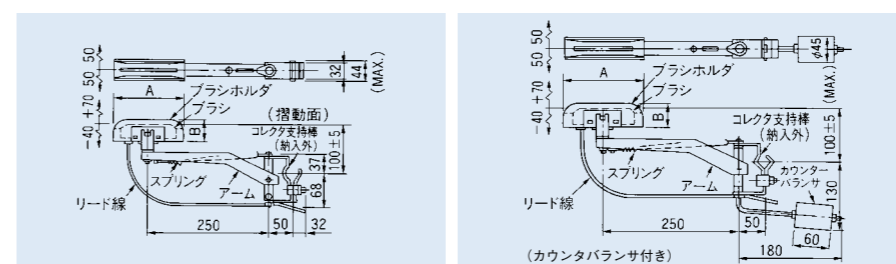 50
50
32
44
(MAX.)
A
ブラシホルダ
ブラシ
+70
-40
B
(摺動面)
コレクタ支持棒
(納入外)
100±5
37
68
スプリング
アーム
リード線
250
50
32
50
50
φ45
(MAX.)
A
ブラシホルダ
ブラシ
+70
-40
B
コレクタ支持棒
(納入外)
100±5
カウンター
バランサ
130
スプリング
アーム
リード線
250
50
60
180
(カウンタバランサ付き)